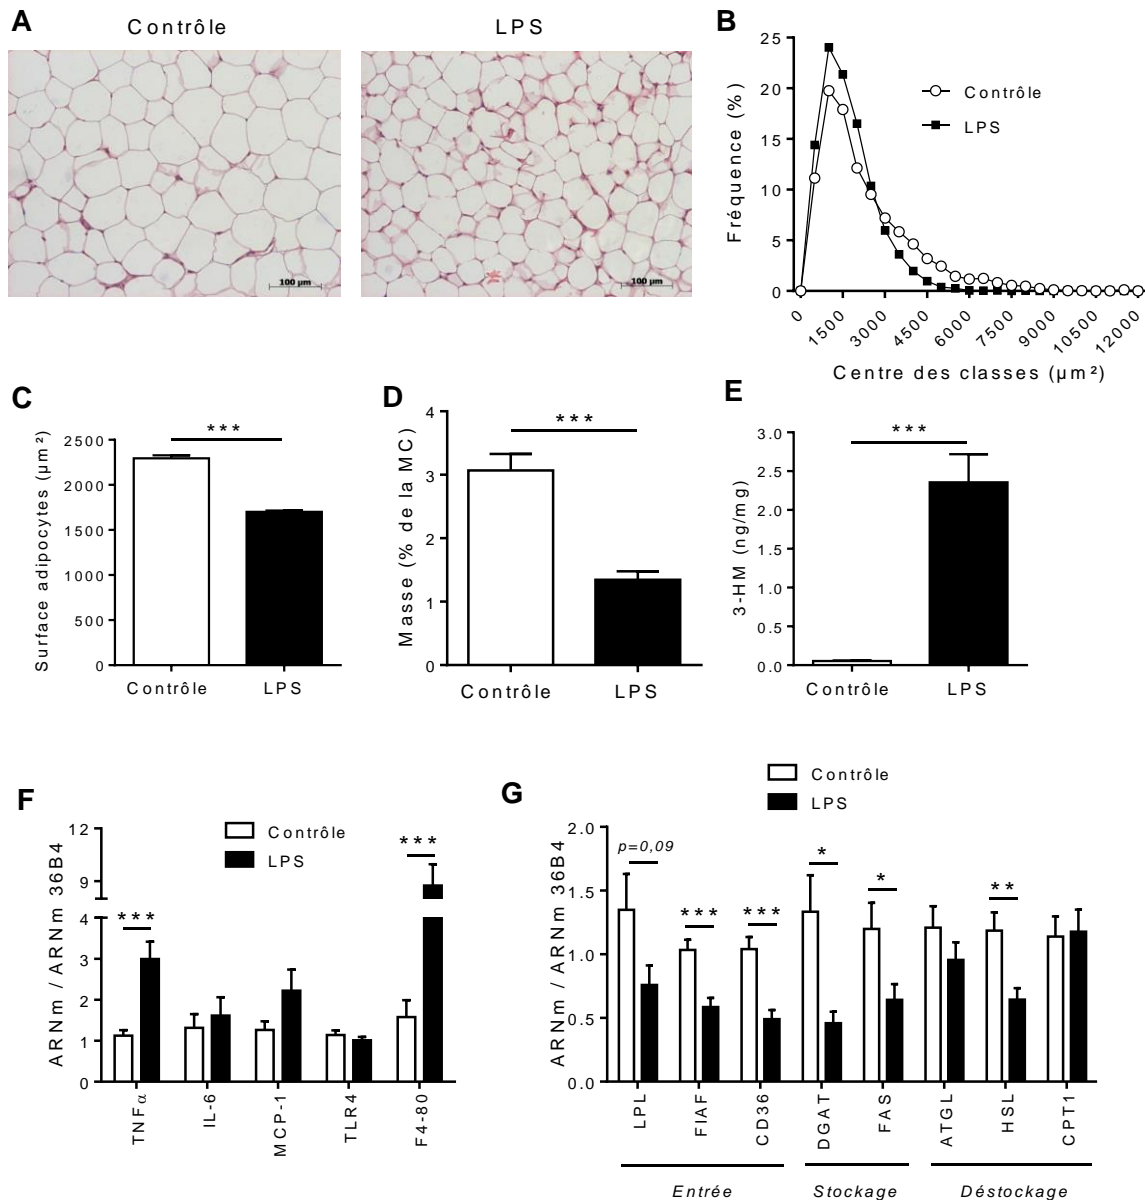 A
Contrôle
LPS
100 µm
100 µm
B
Fréquence (%)
25
20
15
10
5
0
Contrôle
LPS
0
1500
3000
4500
6000
7500
9000
10500
12000
Centre des classes (µm²)
C
Surface adipocytes (µm²)
2500
2000
1500
1000
500
0
***
Contrôle
LPS
D
Masse (% de la MC)
4
3
2
1
0
***
Contrôle
LPS
E
3-HM (ng/mg)
3.0
2.5
2.0
1.5
1.0
0.5
0.0
***
Contrôle
LPS
F
ARNm / ARNm 36B4
12
9
4
3
2
1
0
Contrôle
LPS
***
***
TNFα
IL-6
MCP-1
TLR4
F4-80
G
Contrôle
LPS
ARNm / ARNm 36B4
2.0
1.5
1.0
0.5
0.0
p=0,09
***
***
*
*
**
LPL
FIAF
CD36
DGAT
FAS
ATGL
HSL
CPT1
Entrée
Stockage
Déstockage